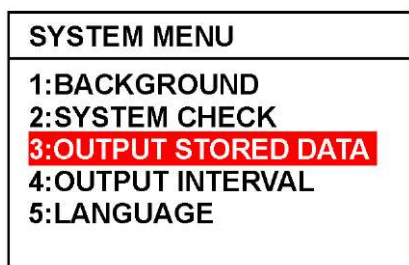 SYSTEM MENU
1:BACKGROUND
2:SYSTEM CHECK
3:OUTPUT STORED DATA
4:OUTPUT INTERVAL
5:LANGUAGE